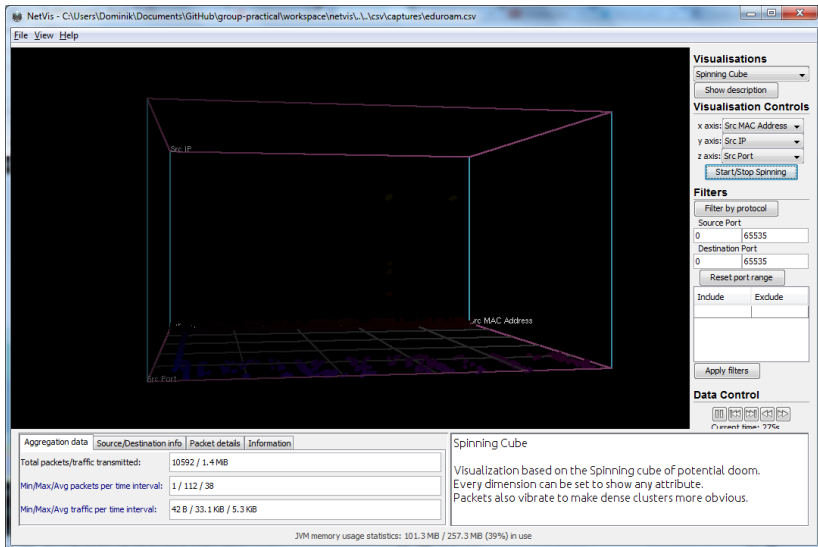 NetVis - C:\Users\Dominik\Documents\GitHub\group-practical\workspace\netvis\..\..\csv\captures\eduroam.csv
File View Help
Src IP
Src MAC Address
Src Port
Visualisations
Spinning Cube
Show description
Visualisation Controls
x axis: Src MAC Address
y axis: Src IP
z axis: Src Port
Start/Stop Spinning
Filters
Filter by protocol
Source Port
0 65535
Destination Port
0 65535
Reset port range
Include Exclude
Apply filters
Data Control
Current time: 275s
Aggregation data Source/Destination info Packet details Information
Total packets/traffic transmitted: 10592 / 1.4 MiB
Min/Max/Avg packets per time interval: 1 / 112 / 38
Min/Max/Avg traffic per time interval: 42 B / 33.1 KiB / 5.3 KiB
Spinning Cube
Visualization based on the Spinning cube of potential doom.
Every dimension can be set to show any attribute.
Packets also vibrate to make dense clusters more obvious.
JVM memory usage statistics: 101.3 MiB / 257.3 MiB (39%) in use